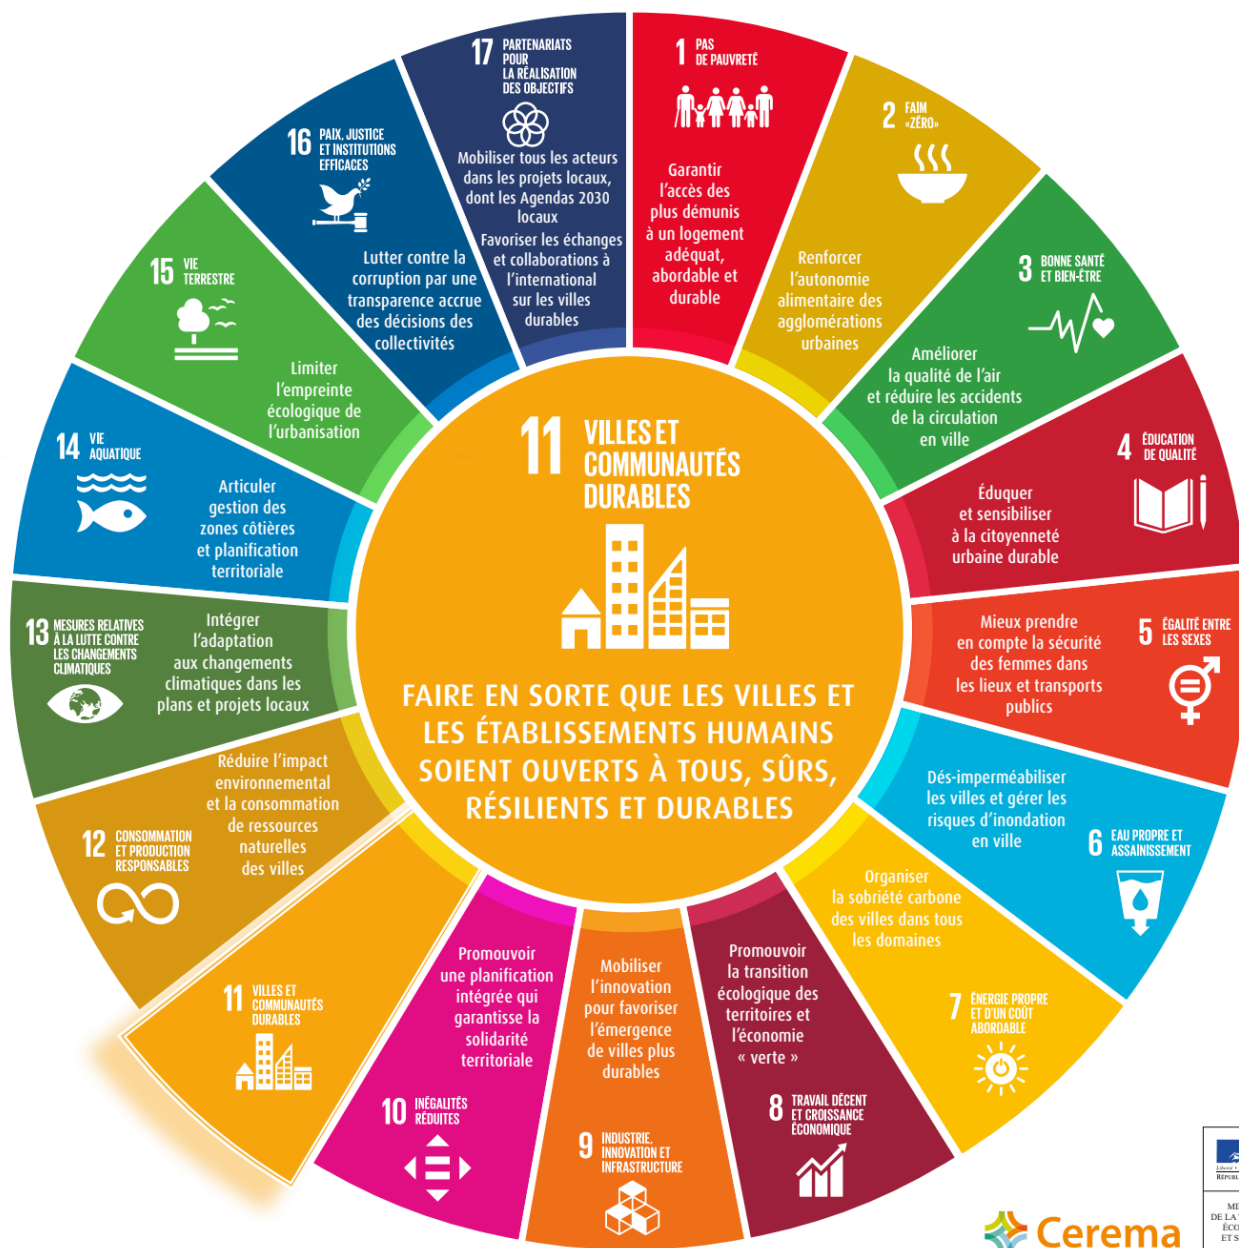 1 PAS
DE PAUVRETÉ
Garantir
l'accès des
plus démunis
à un logement
adéquat,
abordable et
durable
2 FAIM
«ZÉRO»
Renforcer
l'autonomie
alimentaire des
agglomérations
urbaines
3 BONNE SANTÉ
ET BIEN-ÊTRE
Améliorer
la qualité de l'air
et réduire les accidents
de la circulation
en ville
4 ÉDUCATION
DE QUALITÉ
Éduquer
et sensibiliser
à la citoyenneté
urbaine durable
5 ÉGALITÉ ENTRE
LES SEXES
Mieux prendre
en compte la sécurité
des femmes dans
les lieux et transports
publics
6 EAU PROPRE ET
ASSAINISSEMENT
Dés-imperméabiliser
les villes et gérer les
risques d'inondation
en ville
7 ÉNERGIE PROPRE
ET D'UN COÛT
ABORDABLE
Organiser
la sobriété carbone
des villes dans tous
les domaines
8 TRAVAIL DÉCENT
ET CROISSANCE
ÉCONOMIQUE
Promouvoir
la transition
écologique des
territoires et
l'économie
« verte »
9 INDUSTRIE,
INNOVATION ET
INFRASTRUCTURE
Mobiliser
l'innovation
pour favoriser
l'émergence
de villes plus
durables
10 INÉGALITÉS
RÉDUITES
Promouvoir
une planification
intégrée qui
garantisse la
solidarité
territoriale
11 VILLES ET
COMMUNAUTÉS
DURABLES
12 CONSOMMATION
ET PRODUCTION
RESPONSABLES
Réduire l'impact
environnemental
et la consommation
de ressources
naturelles
des villes
13 MESURES RELATIVES
À LA LUTTE CONTRE
LES CHANGEMENTS
CLIMATIQUES
Intégrer
l'adaptation
aux changements
climatiques dans les
plans et projets locaux
14 VIE
AQUATIQUE
Articuler
gestion des
zones côtières
et planification
territoriale
15 VIE
TERRESTRE
Limiter
l'empreinte
écologique de
l'urbanisation
16 PAIX, JUSTICE
ET INSTITUTIONS
EFFICACES
Lutter contre la
corruption par une
transparence accrue
des décisions des
collectivités
17 PARTENARIATS
POUR
LA RÉALISATION
DES OBJECTIFS
Mobiliser tous les acteurs
dans les projets locaux,
dont les Agendas 2030
locaux
Favoriser les échanges
et collaborations à
l'international
sur les villes
durables
11 VILLES ET
COMMUNAUTÉS
DURABLES
FAIRE EN SORTE QUE LES VILLES ET
LES ÉTABLISSEMENTS HUMAINS
SOIENT OUVERTS À TOUS, SÛRS,
RÉSILIENTS ET DURABLES
Cerema